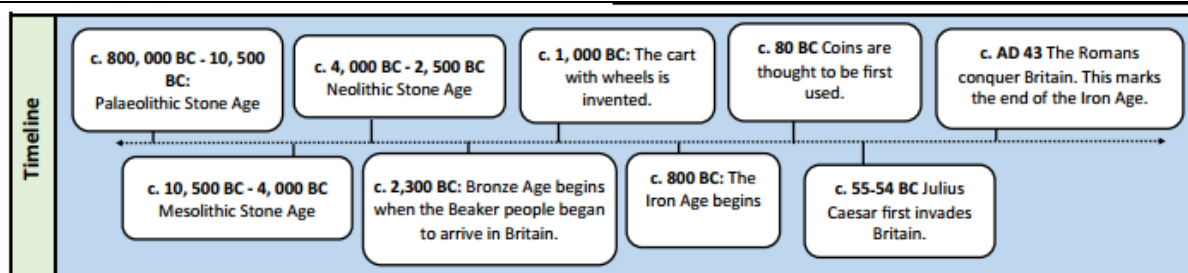 Timeline
c. 800, 000 BC - 10, 500
BC:
Palaeolithic Stone Age
c. 10, 500 BC - 4, 000 BC
Mesolithic Stone Age
c. 4, 000 BC - 2, 500 BC
Neolithic Stone Age
c. 2,300 BC: Bronze Age begins
when the Beaker people began
to arrive in Britain.
c. 1, 000 BC: The cart
with wheels is
invented.
c. 800 BC: The
Iron Age begins
c. 80 BC Coins are
thought to be first
used.
c. 55-54 BC Julius
Caesar first invades
Britain.
c. AD 43 The Romans
conquer Britain. This marks
the end of the Iron Age.